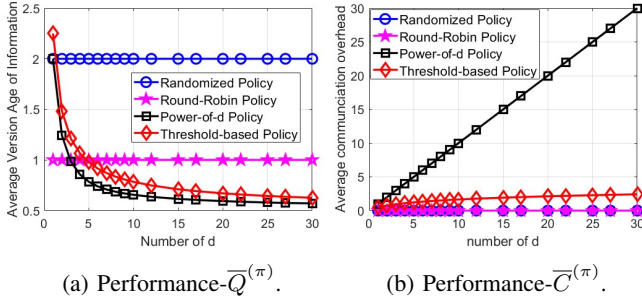 Average Version Age of Information
2.5
2
1.5
1
0.5
0 5 10 15 20 25 30
Number of d
Randomized Policy
Round-Robin Policy
Power-of-d Policy
Threshold-based Policy
(a) Performance-Q̅^(π).
Average communciation overhead
30
25
20
15
10
5
0
0 5 10 15 20 25 30
number of d
Randomized Policy
Round-Robin Policy
Power-of-d Policy
Threshold-based Policy
(b) Performance-C̅^(π).